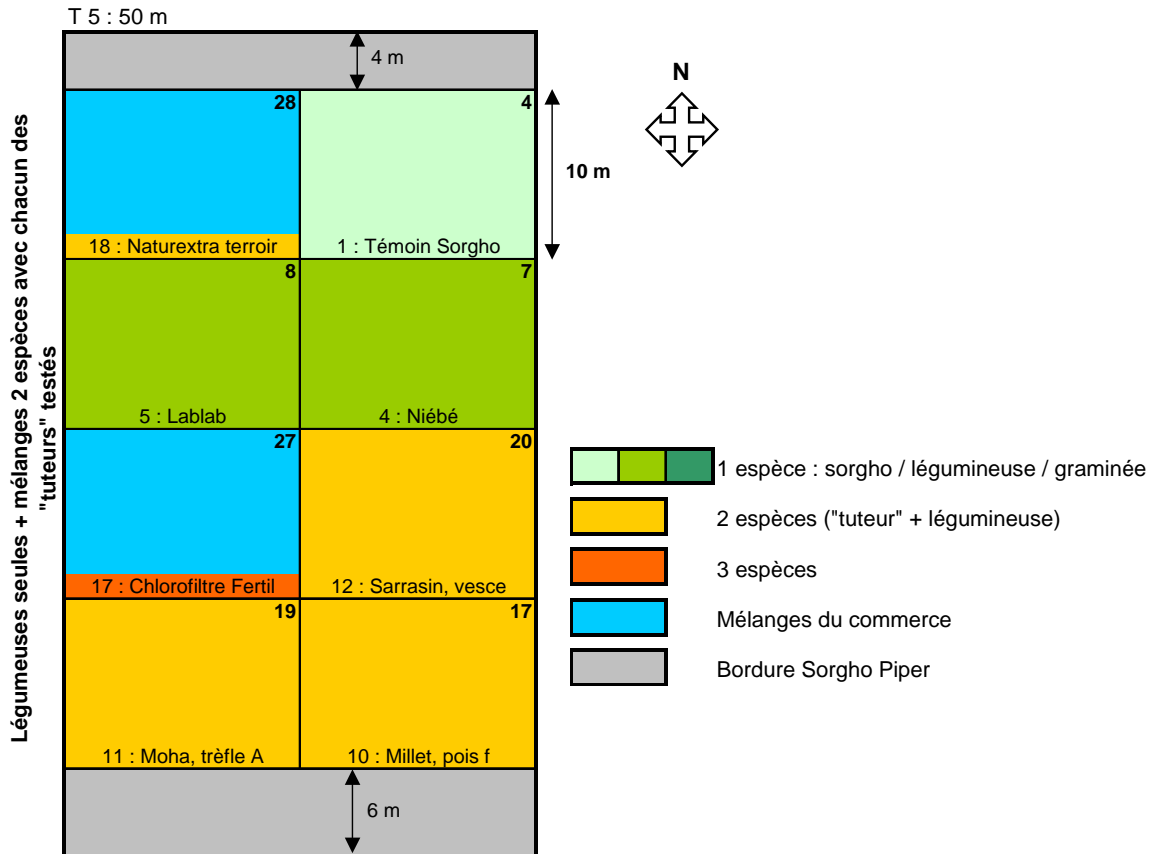 T 5 : 50 m
4 m
N
28
4
10 m
18 : Naturextra terroir
1 : Témoin Sorgho
Légumeuses seules + mélanges 2 espèces avec chacun des
"tuteurs" testés
8
7
5 : Lablab
4 : Niébé
27
20
17 : Chlorofiltre Fertil
12 : Sarrasin, vesce
19
17
11 : Moha, trèfle A
10 : Millet, pois f
6 m
1 espèce : sorgho / légumineuse / graminée
2 espèces ("tuteur" + légumineuse)
3 espèces
Mélanges du commerce
Bordure Sorgho Piper